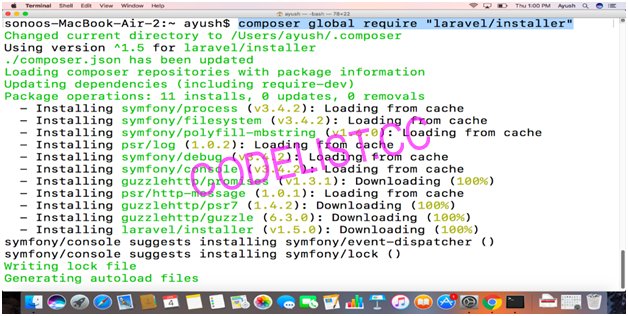 Terminal Shell Edit View Window Help Thu 1:00 PM Ayush
ayush — -bash — 78×22
sonoos-MacBook-Air-2:~ ayush$ composer global require "laravel/installer"
Changed current directory to /Users/ayush/.composer
Using version ^1.5 for laravel/installer
./composer.json has been updated
Loading composer repositories with package information
Updating dependencies (including require-dev)
Package operations: 11 installs, 0 updates, 0 removals
- Installing symfony/process (v3.4.2): Loading from cache
- Installing symfony/filesystem (v3.4.2): Loading from cache
- Installing symfony/polyfill-mbstring Loading from cache
- Installing psr/log (1.0.2): Loading from cache
- Installing symfony/debug Loading from cache
- Installing symfony/console Loading from cache
- Installing guzzlehttp/promises (v1.3.1): Downloading (100%)
- Installing psr/http-message (1.0.1): Loading from cache
- Installing guzzlehttp/psr7 (1.4.2): Downloading (100%)
- Installing guzzlehttp/guzzle (6.3.0): Downloading (100%)
- Installing laravel/installer (v1.5.0): Downloading (100%)
symfony/console suggests installing symfony/event-dispatcher ()
symfony/console suggests installing symfony/lock ()
Writing lock file
Generating autoload files
CODELIST.CC